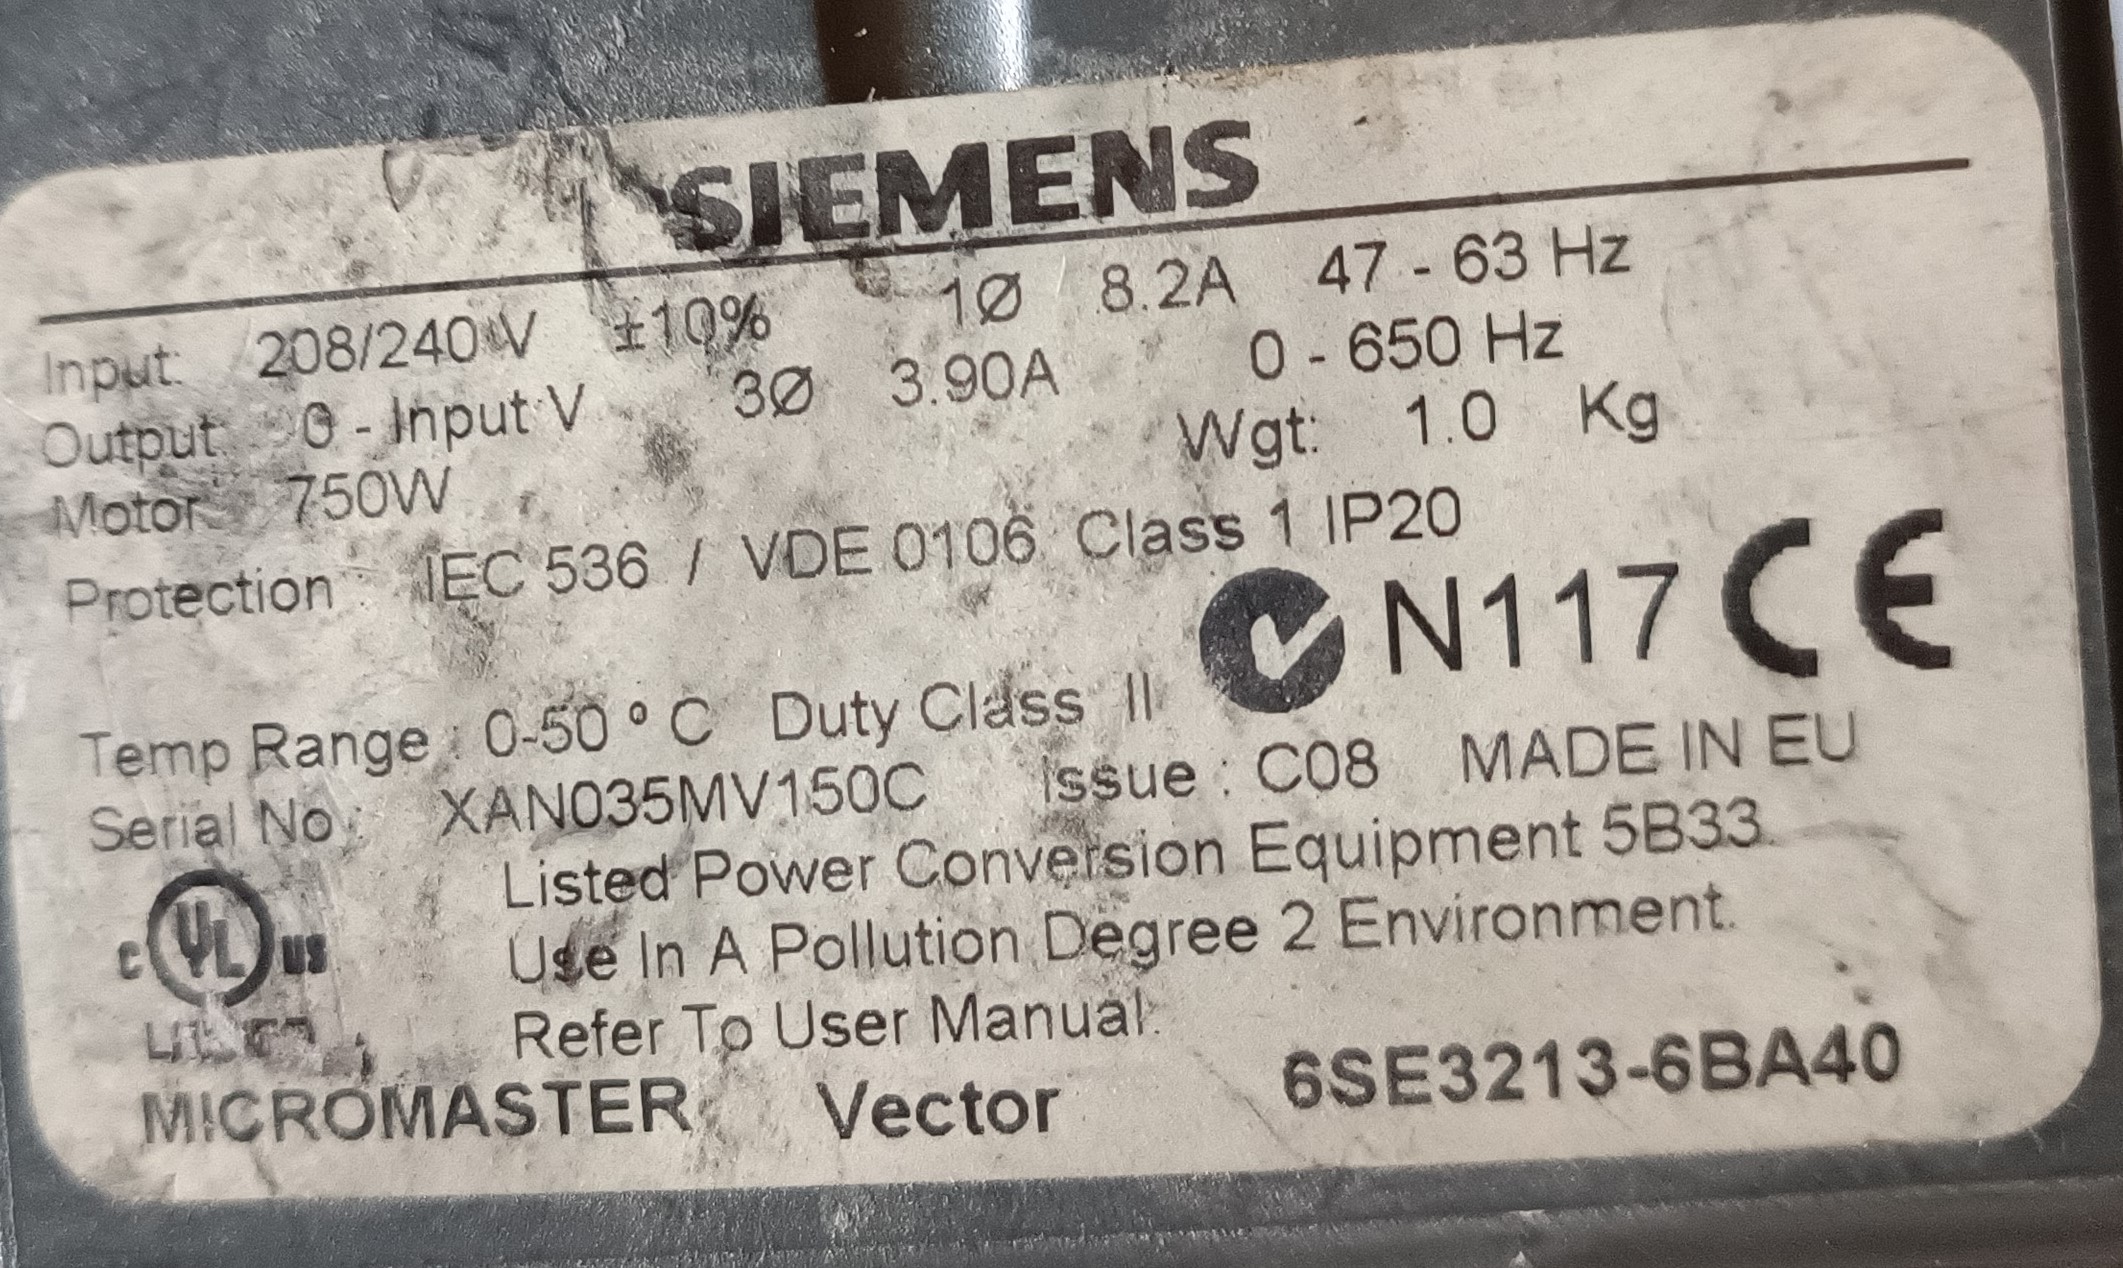 SIEMENS
Input: 208/240 V ±10% 1Ø 8.2A 47 - 63 Hz
Output: 0 - Input V 3Ø 3.90A 0 - 650 Hz
Motor: 750W Wgt: 1.0 Kg
Protection : IEC 536 / VDE 0106 Class 1 IP20
N117 CE
Temp Range : 0-50 ° C Duty Class II
Serial No : XAN035MV150C Issue : C08 MADE IN EU
Listed Power Conversion Equipment 5B33.
c UL us Use In A Pollution Degree 2 Environment.
Refer To User Manual.
MICROMASTER Vector 6SE3213-6BA40